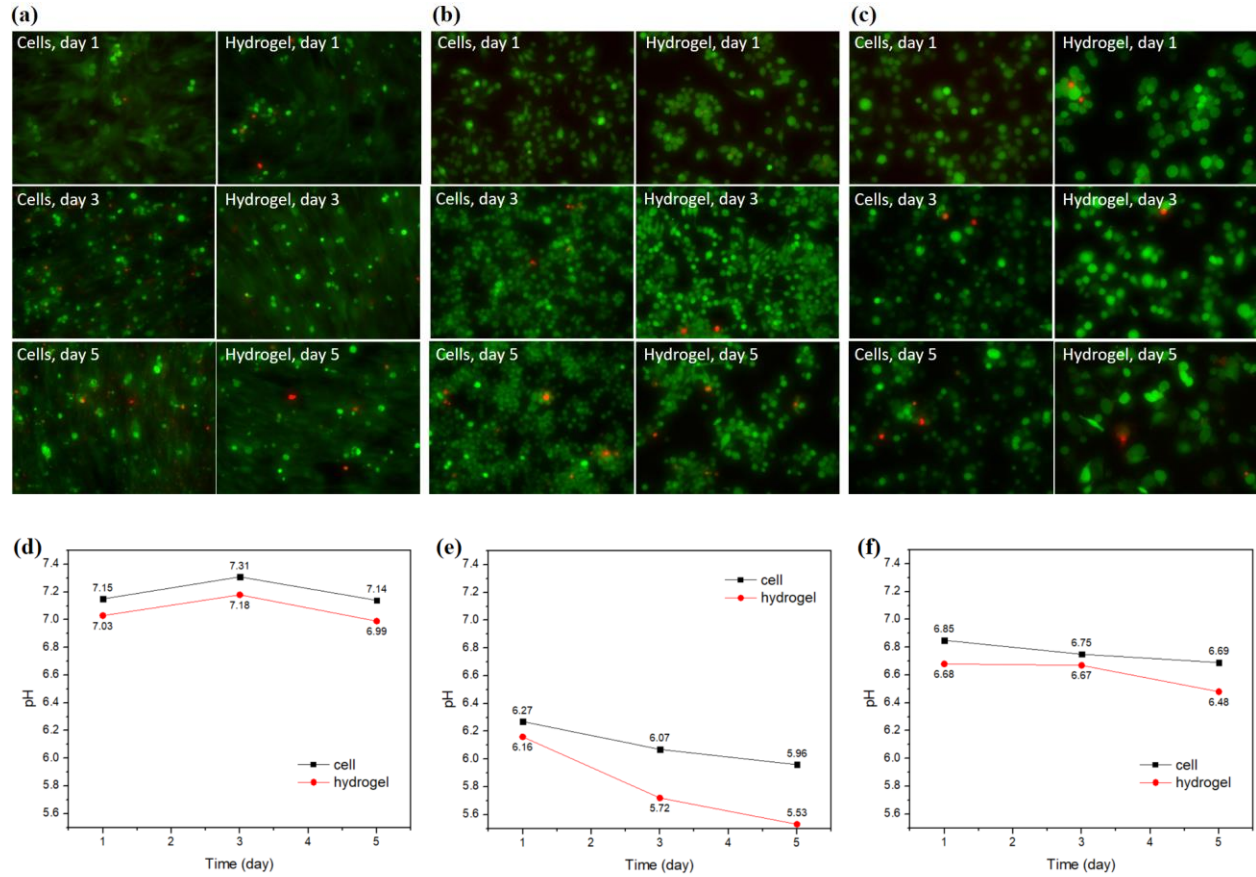 (a)
(b)
(c)
Cells, day 1
Hydrogel, day 1
Cells, day 1
Hydrogel, day 1
Cells, day 1
Hydrogel, day 1
Cells, day 3
Hydrogel, day 3
Cells, day 3
Hydrogel, day 3
Cells, day 3
Hydrogel, day 3
Cells, day 5
Hydrogel, day 5
Cells, day 5
Hydrogel, day 5
Cells, day 5
Hydrogel, day 5
(d)
7.4
7.2
7.0
6.8
6.6
6.4
6.2
6.0
5.8
5.6
pH
7.15
7.31
7.14
7.03
7.18
6.99
cell
hydrogel
1 2 3 4 5
Time (day)
(e)
7.4
7.2
7.0
6.8
6.6
6.4
6.2
6.0
5.8
5.6
pH
cell
hydrogel
6.27
6.07
5.96
6.16
5.72
5.53
1 2 3 4 5
Time (day)
(f)
7.4
7.2
7.0
6.8
6.6
6.4
6.2
6.0
5.8
5.6
pH
6.85
6.75
6.69
6.68
6.67
6.48
cell
hydrogel
1 2 3 4 5
Time (day)